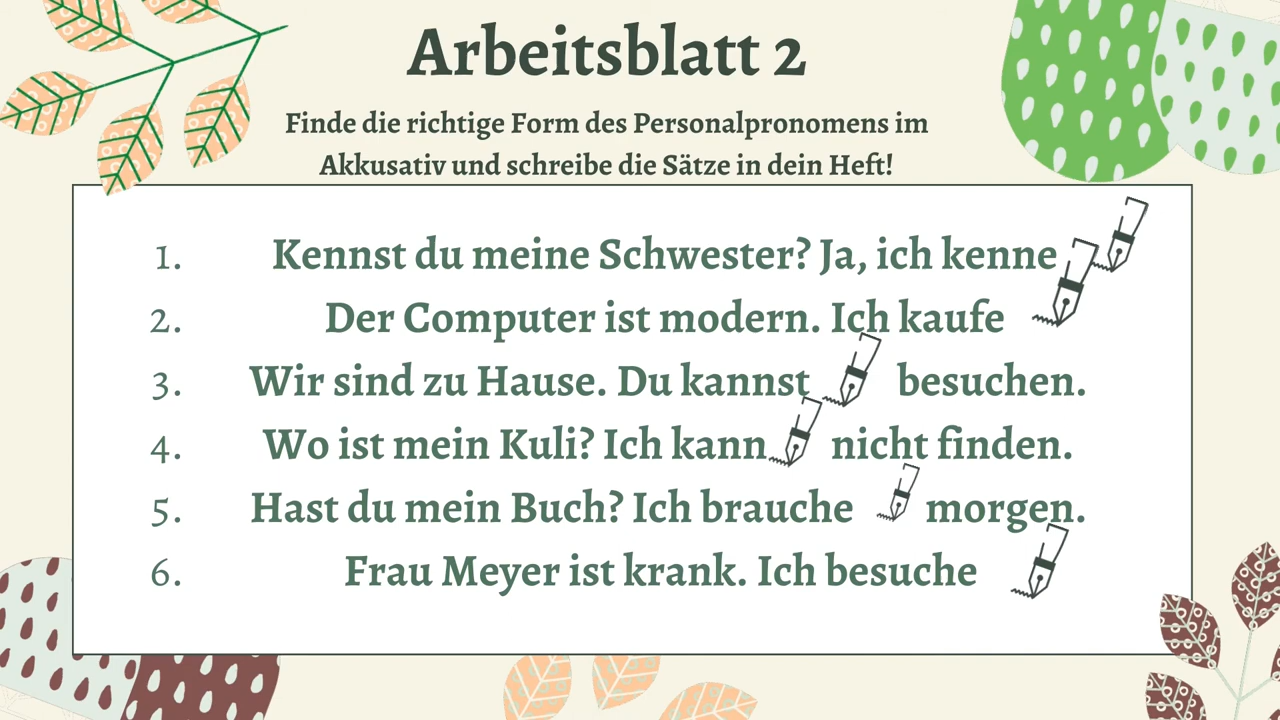 Arbeitsblatt 2
Finde die richtige Form des Personalpronomens im
Akkusativ und schreibe die Sätze in dein Heft!
1. Kennst du meine Schwester? Ja, ich kenne
2. Der Computer ist modern. Ich kaufe
3. Wir sind zu Hause. Du kannst besuchen.
4. Wo ist mein Kuli? Ich kann nicht finden.
5. Hast du mein Buch? Ich brauche morgen.
6. Frau Meyer ist krank. Ich besuche